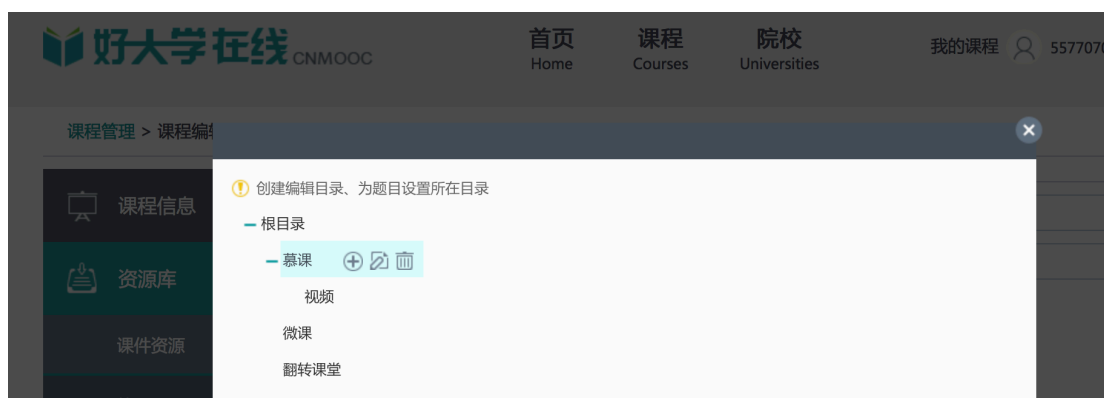 好大学在线 CNMOOC
首页
Home
课程
Courses
院校
Universities
我的课程
557707
课程管理 > 课程编辑
创建编辑目录、为题目设置所在目录
课程信息
根目录
慕课
资源库
视频
微课
课件资源
翻转课堂